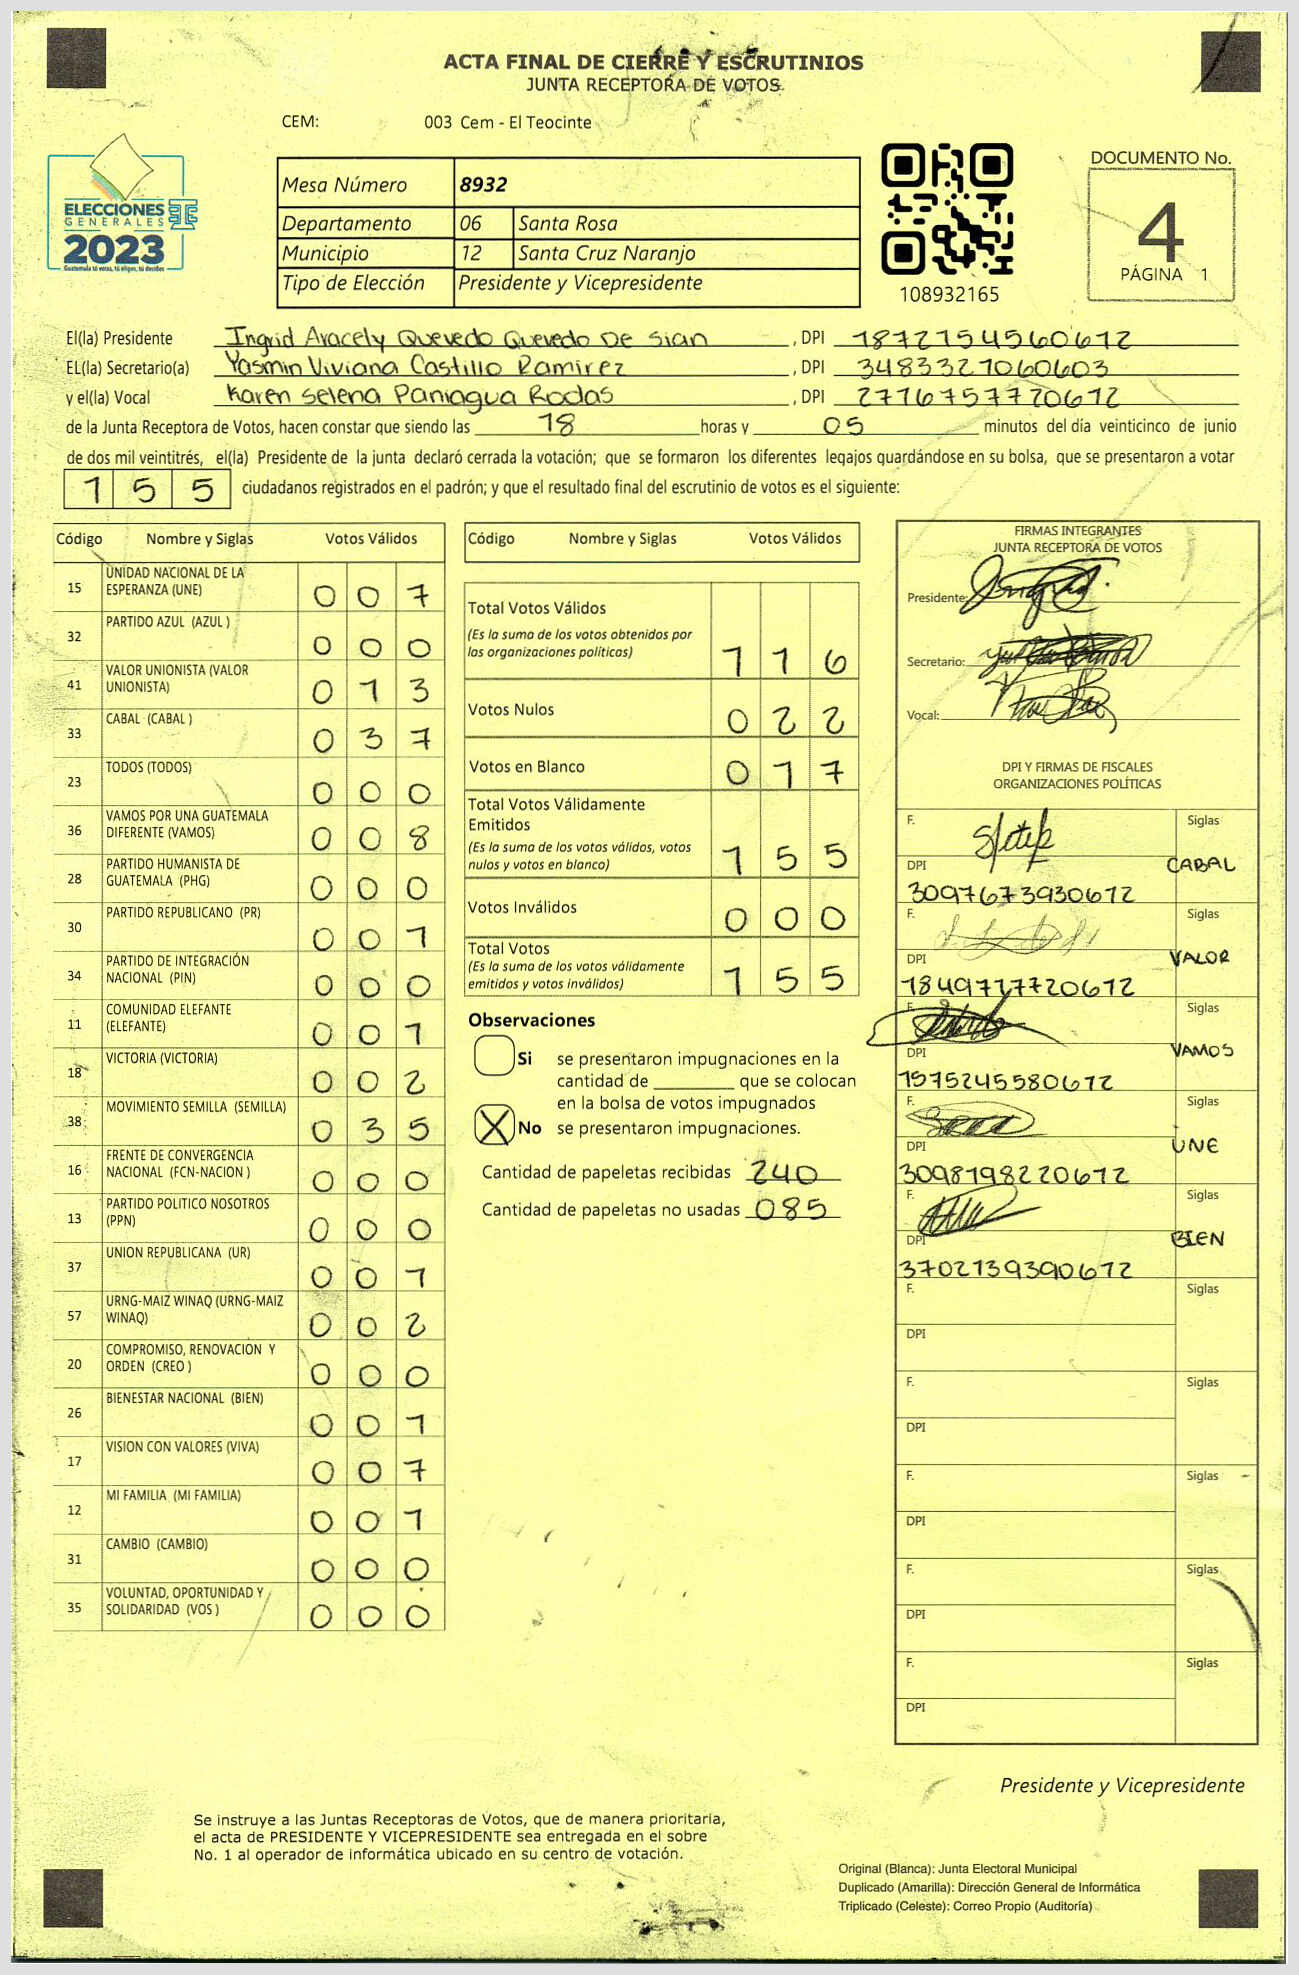 ACTA FINAL DE CIERRE Y ESCRUTINIOS
JUNTA RECEPTORA DE VOTOS
CEM: 003 Cem - El Teocinte
ELECCIONES
GENERALES
2023
Guatemala tú votas, tú eliges, tú decides
Mesa Número 8932
Departamento 06 Santa Rosa
Municipio 12 Santa Cruz Naranjo
Tipo de Elección Presidente y Vicepresidente
108932165
DOCUMENTO No.
4
PÁGINA 1
El(la) Presidente Ingrid Aracely Quevedo Quevedo De Sian, DPI 1872154560612
EL(la) Secretario(a) Yasmin Viviana Castillo Ramirez, DPI 3483321060603
y el(la) Vocal Karen Selena Paniagua Rodas, DPI 2776757720612
de la Junta Receptora de Votos, hacen constar que siendo las 18 horas y 05 minutos del día veinticinco de junio
de dos mil veintitrés, el(la) Presidente de la junta declaró cerrada la votación; que se formaron los diferentes legajos guardándose en su bolsa, que se presentaron a votar
155 ciudadanos registrados en el padrón; y que el resultado final del escrutinio de votos es el siguiente:
Código Nombre y Siglas Votos Válidos
15 UNIDAD NACIONAL DE LA ESPERANZA (UNE) 0 0 7
32 PARTIDO AZUL (AZUL ) 0 0 0
41 VALOR UNIONISTA (VALOR UNIONISTA) 0 1 3
33 CABAL (CABAL ) 0 3 7
23 TODOS (TODOS) 0 0 0
36 VAMOS POR UNA GUATEMALA DIFERENTE (VAMOS) 0 0 8
28 PARTIDO HUMANISTA DE GUATEMALA (PHG) 0 0 0
30 PARTIDO REPUBLICANO (PR) 0 0 1
34 PARTIDO DE INTEGRACIÓN NACIONAL (PIN) 0 0 0
11 COMUNIDAD ELEFANTE (ELEFANTE) 0 0 1
18 VICTORIA (VICTORIA) 0 0 2
38 MOVIMIENTO SEMILLA (SEMILLA) 0 3 5
16 FRENTE DE CONVERGENCIA NACIONAL (FCN-NACION ) 0 0 0
13 PARTIDO POLITICO NOSOTROS (PPN) 0 0 0
37 UNION REPUBLICANA (UR) 0 0 1
57 URNG-MAIZ WINAQ (URNG-MAIZ WINAQ) 0 0 2
20 COMPROMISO, RENOVACION Y ORDEN (CREO ) 0 0 0
26 BIENESTAR NACIONAL (BIEN) 0 0 1
17 VISION CON VALORES (VIVA) 0 0 7
12 MI FAMILIA (MI FAMILIA) 0 0 1
31 CAMBIO (CAMBIO) 0 0 0
35 VOLUNTAD, OPORTUNIDAD Y SOLIDARIDAD (VOS ) 0 0 0
Código Nombre y Siglas Votos Válidos
Total Votos Válidos
(Es la suma de los votos obtenidos por
las organizaciones políticas) 1 1 6
Votos Nulos 0 2 2
Votos en Blanco 0 1 7
Total Votos Válidamente
Emitidos
(Es la suma de los votos válidos, votos
nulos y votos en blanco) 1 5 5
Votos Inválidos 0 0 0
Total Votos
(Es la suma de los votos válidamente
emitidos y votos inválidos) 1 5 5
Observaciones
Si se presentaron impugnaciones en la
cantidad de ________ que se colocan
en la bolsa de votos impugnados
X No se presentaron impugnaciones.
Cantidad de papeletas recibidas 240
Cantidad de papeletas no usadas 085
FIRMAS INTEGRANTES
JUNTA RECEPTORA DE VOTOS
Presidente:
Secretario:
Vocal:
DPI Y FIRMAS DE FISCALES
ORGANIZACIONES POLÍTICAS
F. Siglas
DPI CABAL
3097673930612
F. Siglas
DPI VALOR
1849717720612
F. Siglas
DPI VAMOS
1575245580612
F. Siglas
DPI UNE
3098198220612
F. Siglas
DPI BIEN
3702139390612
F. Siglas
DPI
F. Siglas
DPI
F. Siglas
DPI
F. Siglas
DPI
F. Siglas
DPI
Presidente y Vicepresidente
Se instruye a las Juntas Receptoras de Votos, que de manera prioritaria,
el acta de PRESIDENTE Y VICEPRESIDENTE sea entregada en el sobre
No. 1 al operador de informática ubicado en su centro de votación.
Original (Blanca): Junta Electoral Municipal
Duplicado (Amarilla): Dirección General de Informática
Triplicado (Celeste): Correo Propio (Auditoría)